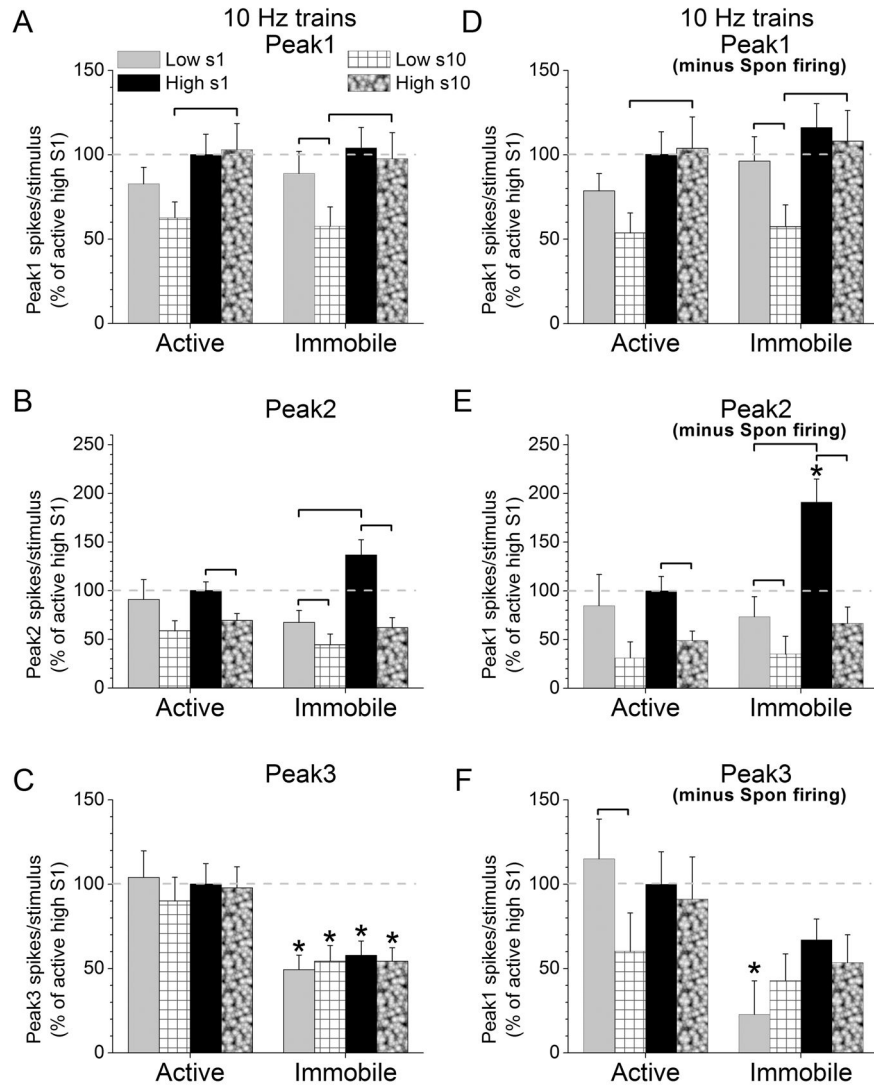 A
10 Hz trains
Peak1
Low s1
Low s10
High s1
High s10
150
100
50
0
Peak1 spikes/stimulus
(% of active high S1)
Active
Immobile
D
10 Hz trains
Peak1
(minus Spon firing)
150
100
50
0
Peak1 spikes/stimulus
(% of active high S1)
Active
Immobile
B
Peak2
250
200
150
100
50
0
Peak2 spikes/stimulus
(% of active high S1)
Active
Immobile
E
Peak2
(minus Spon firing)
*
250
200
150
100
50
0
Peak1 spikes/stimulus
(% of active high S1)
Active
Immobile
C
Peak3
150
100
50
0
Peak3 spikes/stimulus
(% of active high S1)
* * * *
Active
Immobile
F
Peak3
(minus Spon firing)
150
100
50
0
Peak1 spikes/stimulus
(% of active high S1)
*
Active
Immobile